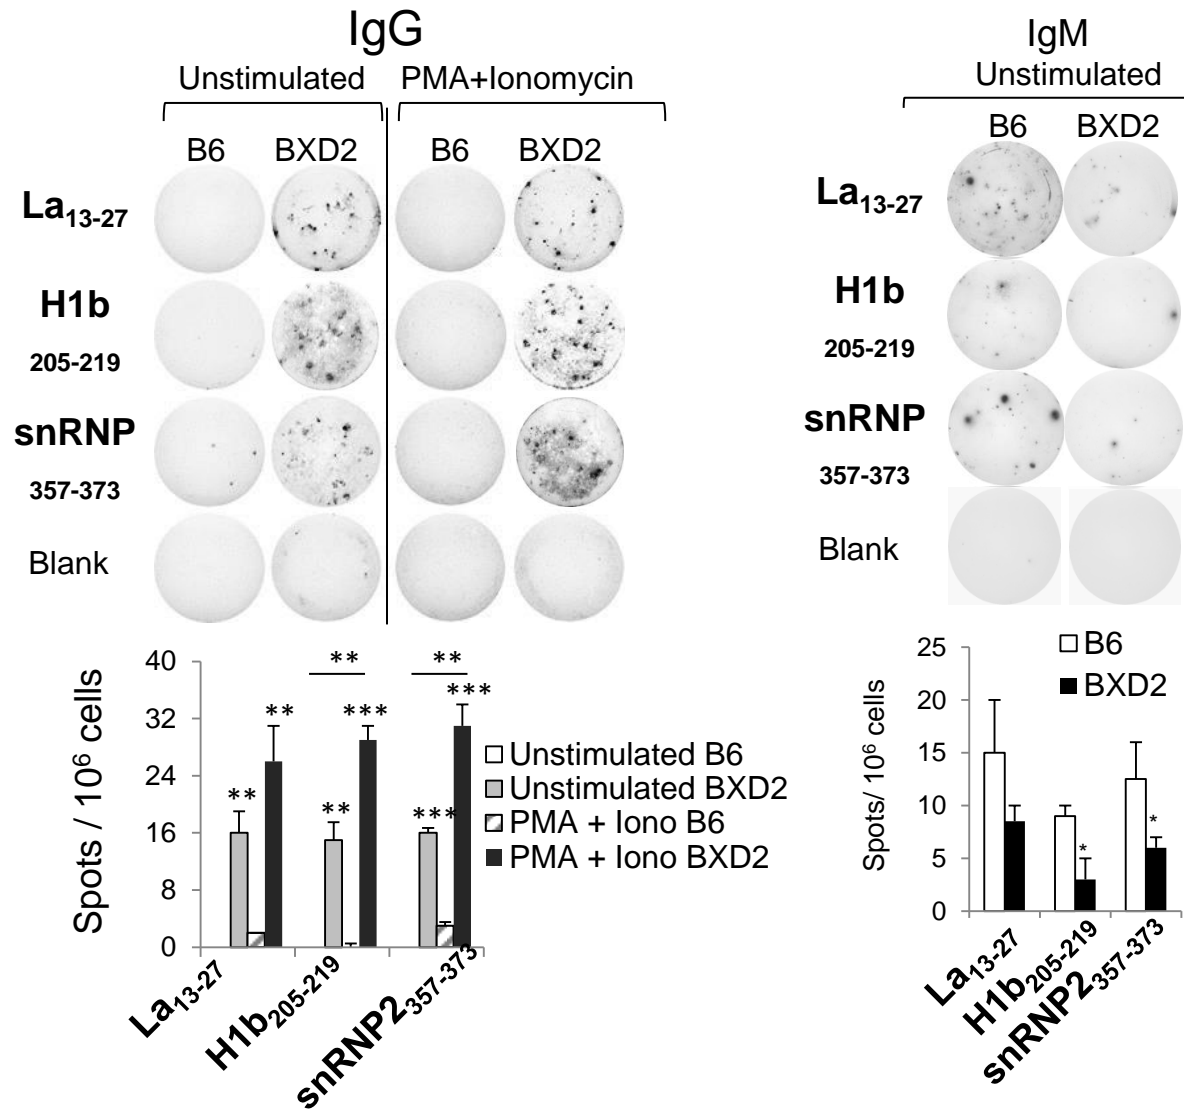 IgG
Unstimulated PMA+Ionomycin
B6 BXD2 B6 BXD2
La13-27
H1b
205-219
snRNP
357-373
Blank
IgM
Unstimulated
B6 BXD2
La13-27
H1b
205-219
snRNP
357-373
Blank
Spots / 10⁶ cells
40
32
24
16
8
0
** **
** ***
**
*** ***
**
La13-27
H1b205-219
snRNP2357-373
Unstimulated B6
Unstimulated BXD2
PMA + Iono B6
PMA + Iono BXD2
Spots/ 10⁶ cells
25
20
15
10
5
0
B6
BXD2
*
*
La13-27
H1b205-219
snRNP2357-373